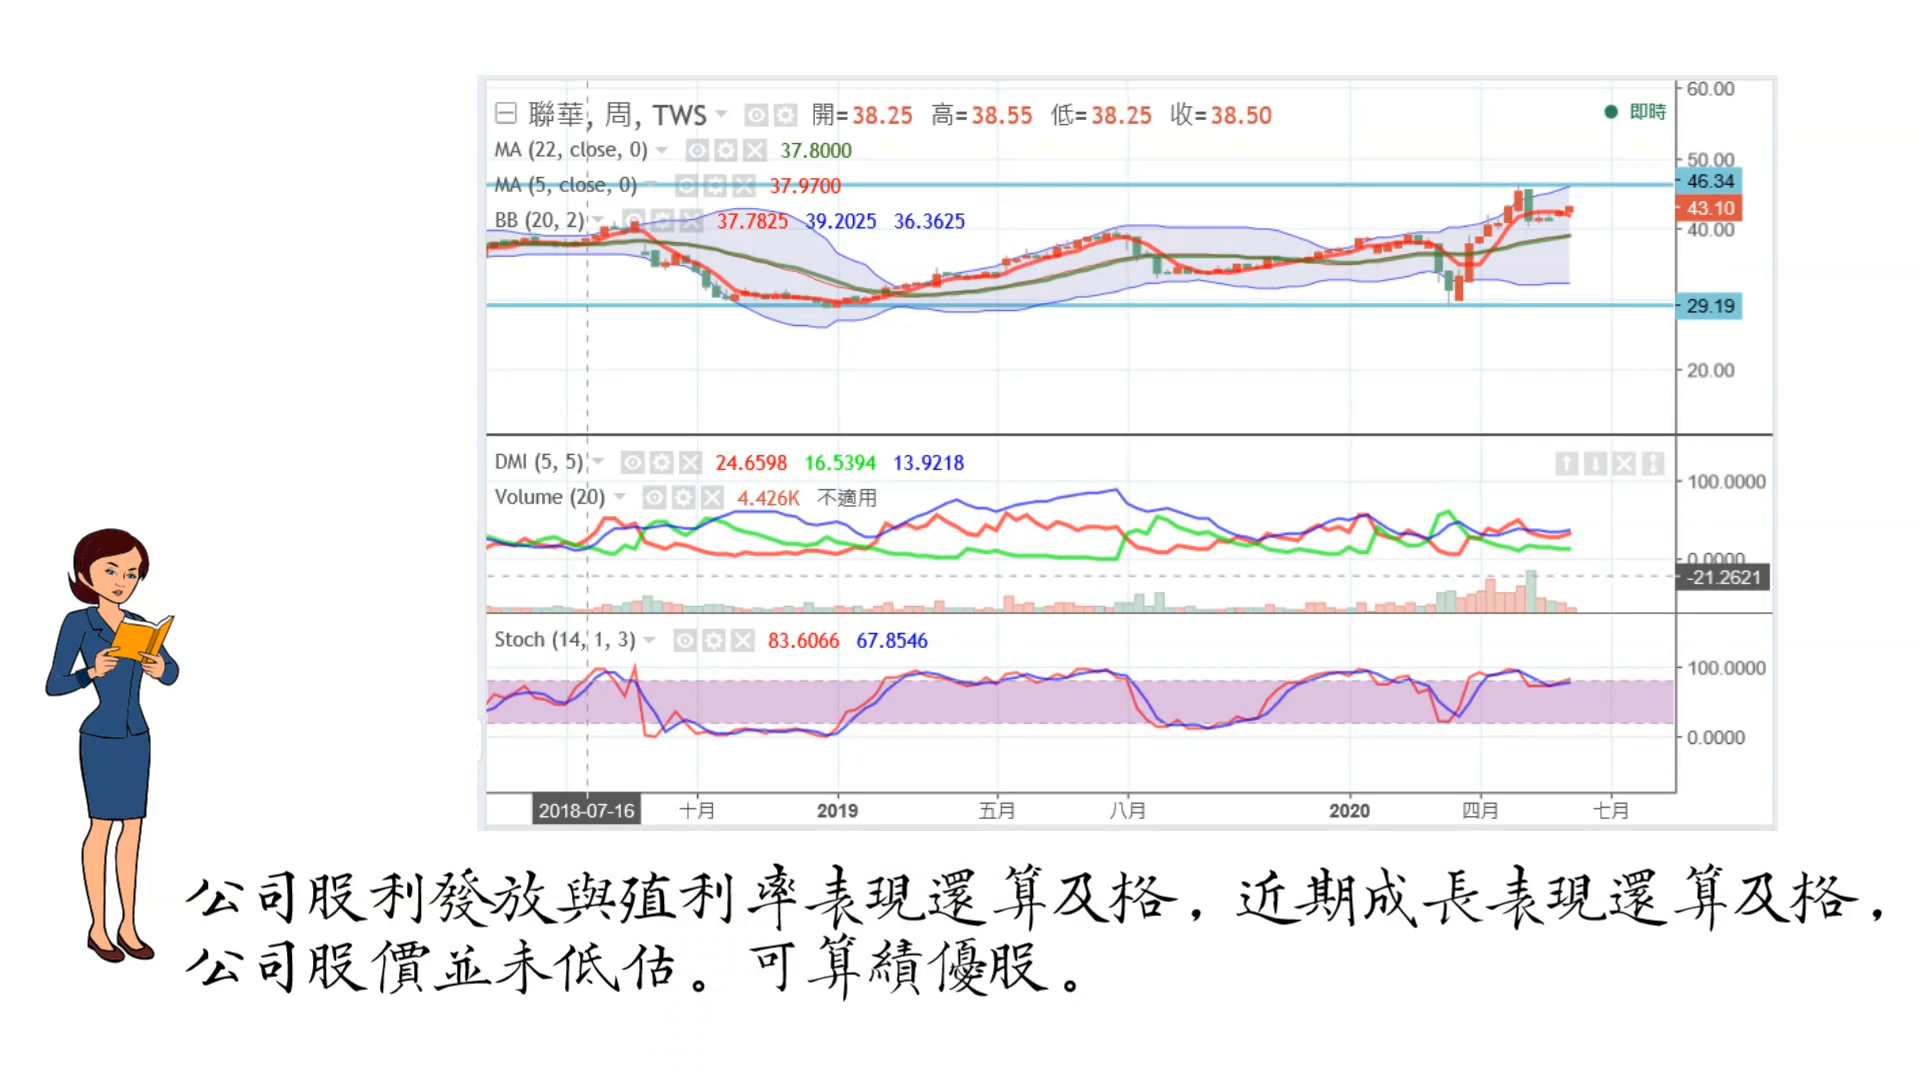 聯華, 周, TWS 開=38.25 高=38.55 低=38.25 收=38.50
即時
MA (22, close, 0) 37.8000
MA (5, close, 0) 37.9700
BB (20, 2) 37.7825 39.2025 36.3625
60.00
50.00
46.34
43.10
40.00
29.19
20.00
DMI (5, 5) 24.6598 16.5394 13.9218
Volume (20) 4.426K 不適用
100.0000
0.0000
-21.2621
Stoch (14, 1, 3) 83.6066 67.8546
100.0000
0.0000
2018-07-16 十月 2019 五月 八月 2020 四月 七月
公司股利發放與殖利率表現還算及格，近期成長表現還算及格，
公司股價並未低估。可算績優股。